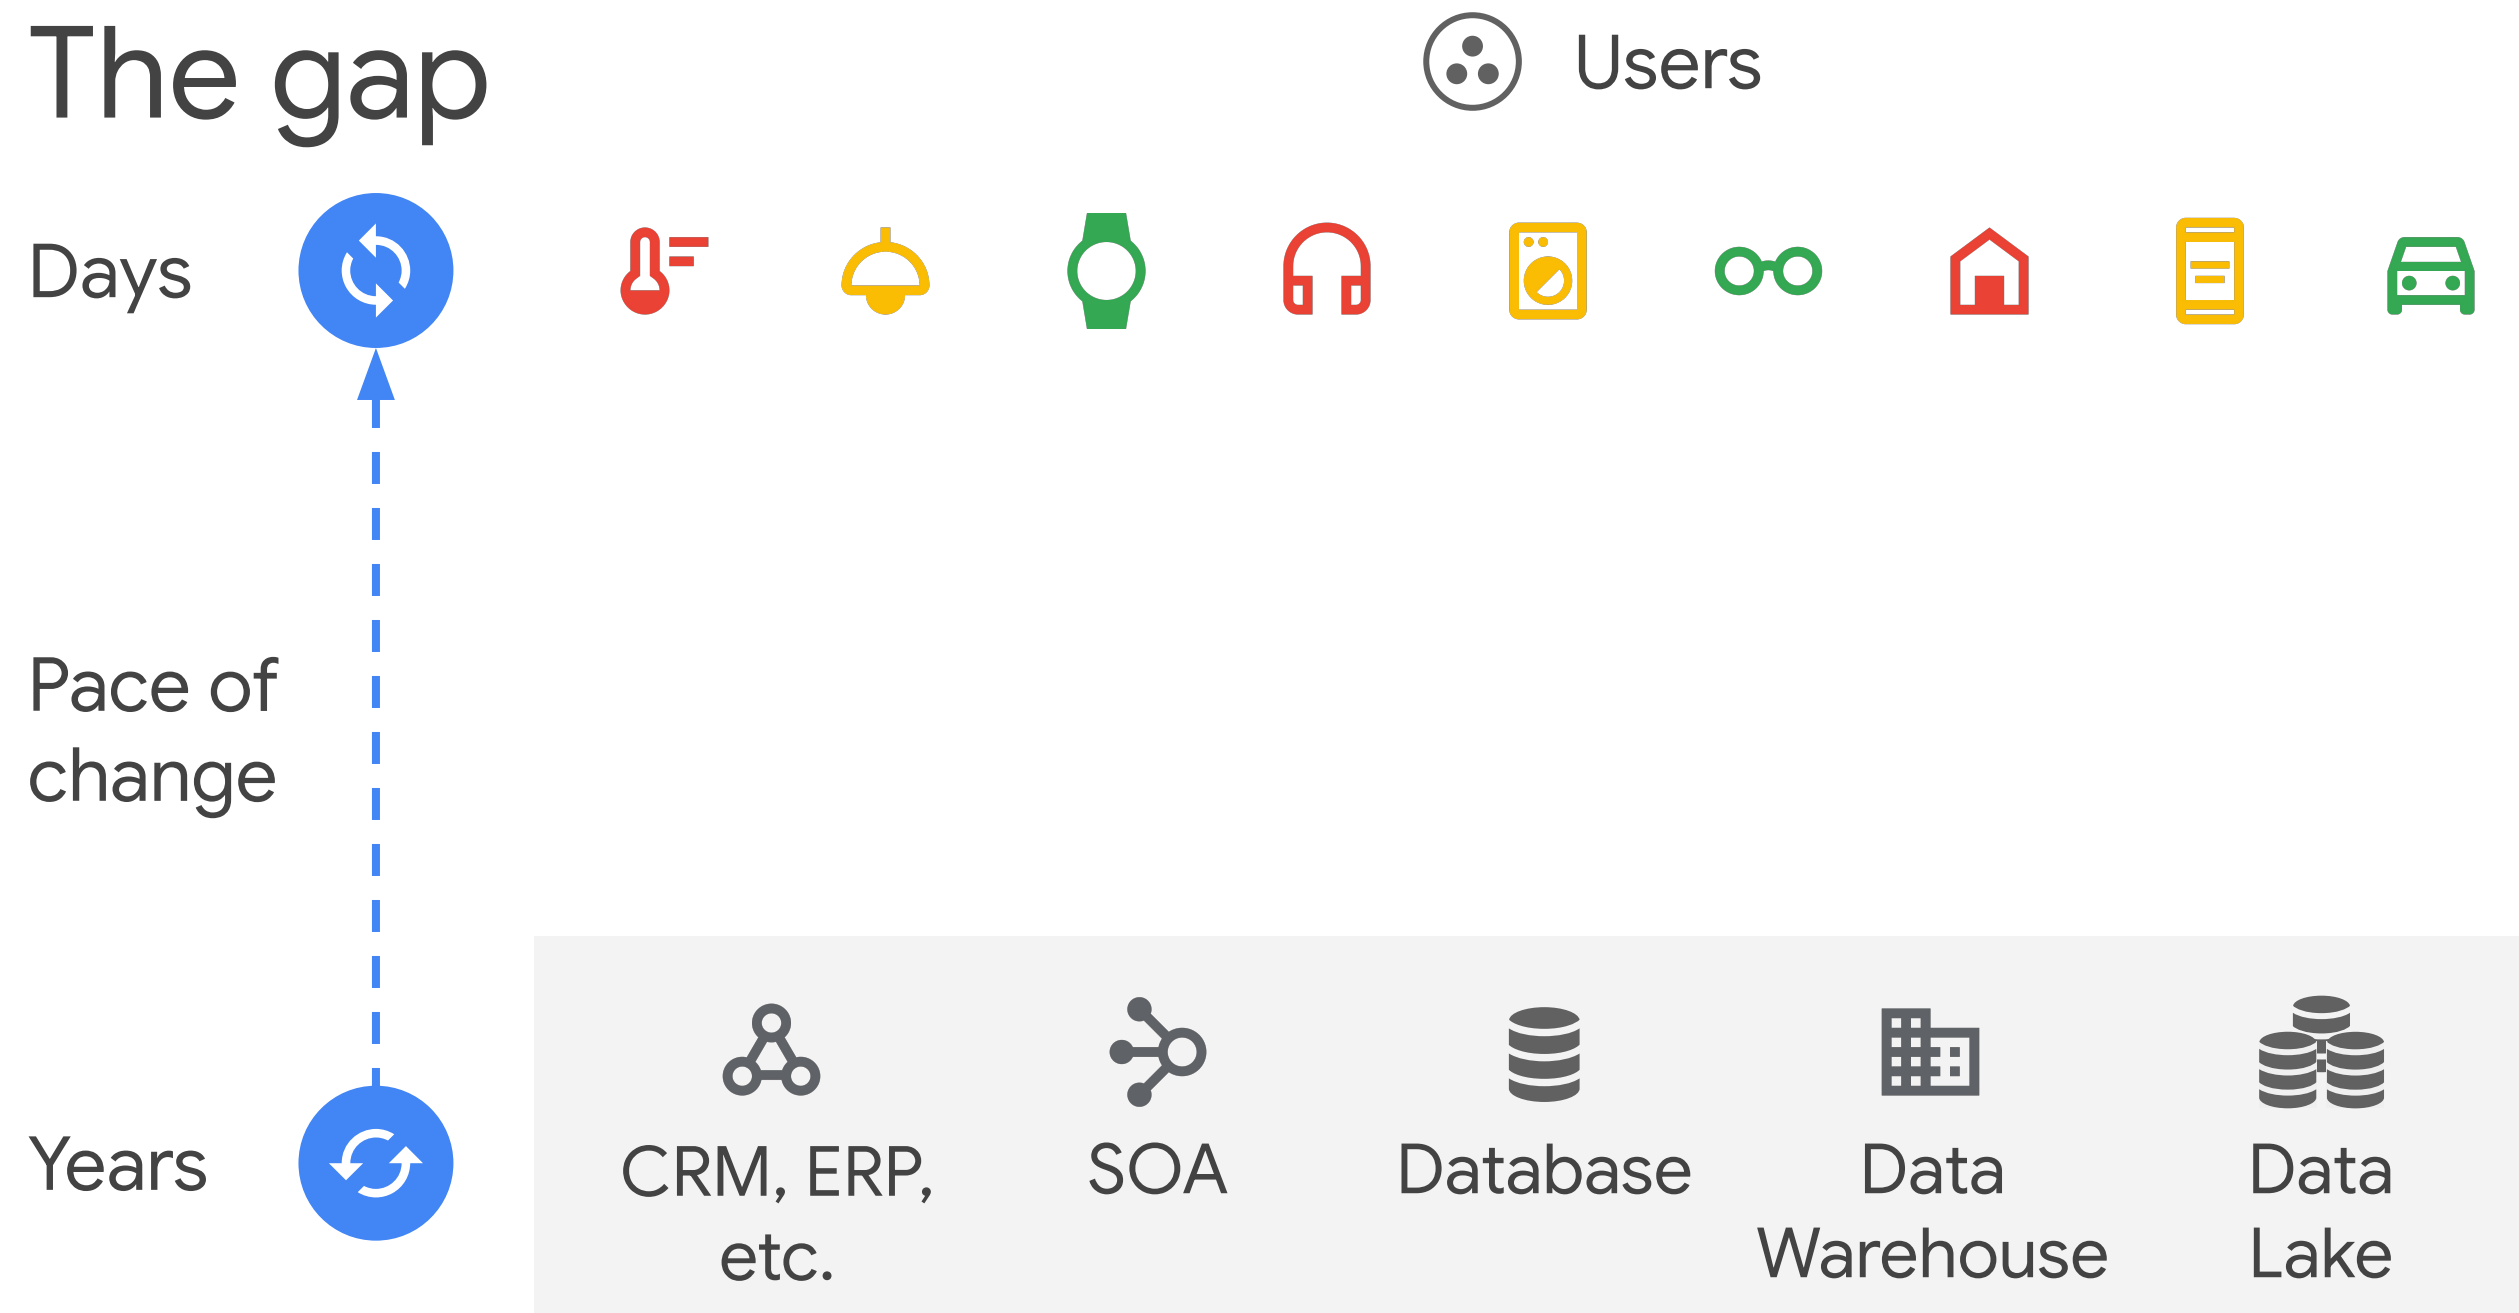 The gap
Users
Days
Pace of
change
Years
CRM, ERP,
etc.
SOA
Database
Data
Warehouse
Data
Lake